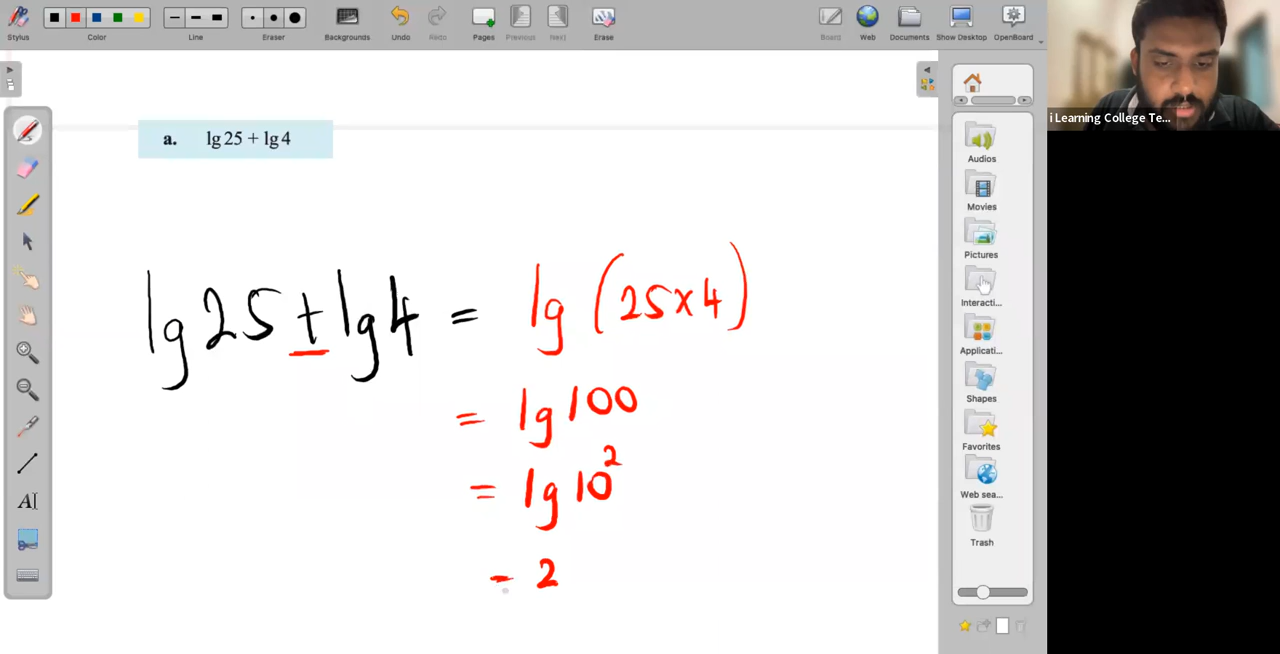 Stylus Color Line Eraser Backgrounds Undo Redo Pages Previous Next Erase Board Web Documents Show Desktop OpenBoard
i Learning College Te...
a. lg 25 + lg 4
lg 25 + lg 4 = lg (25 × 4)
= lg 100
= lg 10²
- 2
AI
Audios
Movies
Pictures
Interacti...
Applicati...
Shapes
Favorites
Web sea...
Trash